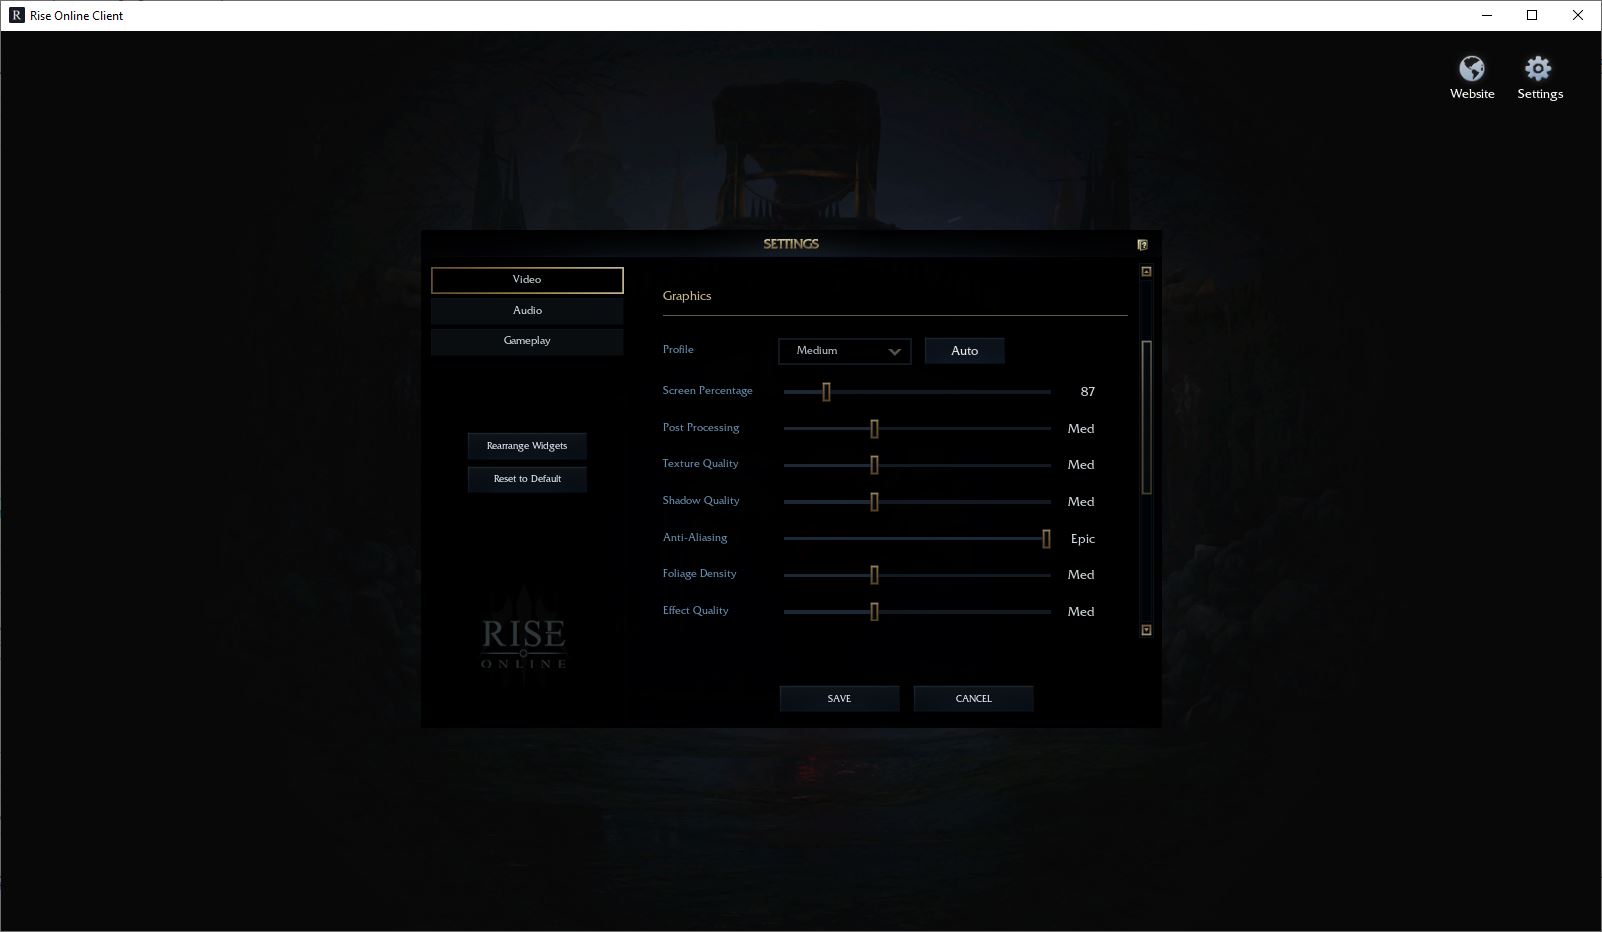 Rise Online Client
Website
Settings
SETTINGS
Video
Audio
Gameplay
Rearrange Widgets
Reset to Default
RISE
ONLINE
Graphics
Profile Medium Auto
Screen Percentage 87
Post Processing Med
Texture Quality Med
Shadow Quality Med
Anti-Aliasing Epic
Foliage Density Med
Effect Quality Med
SAVE CANCEL